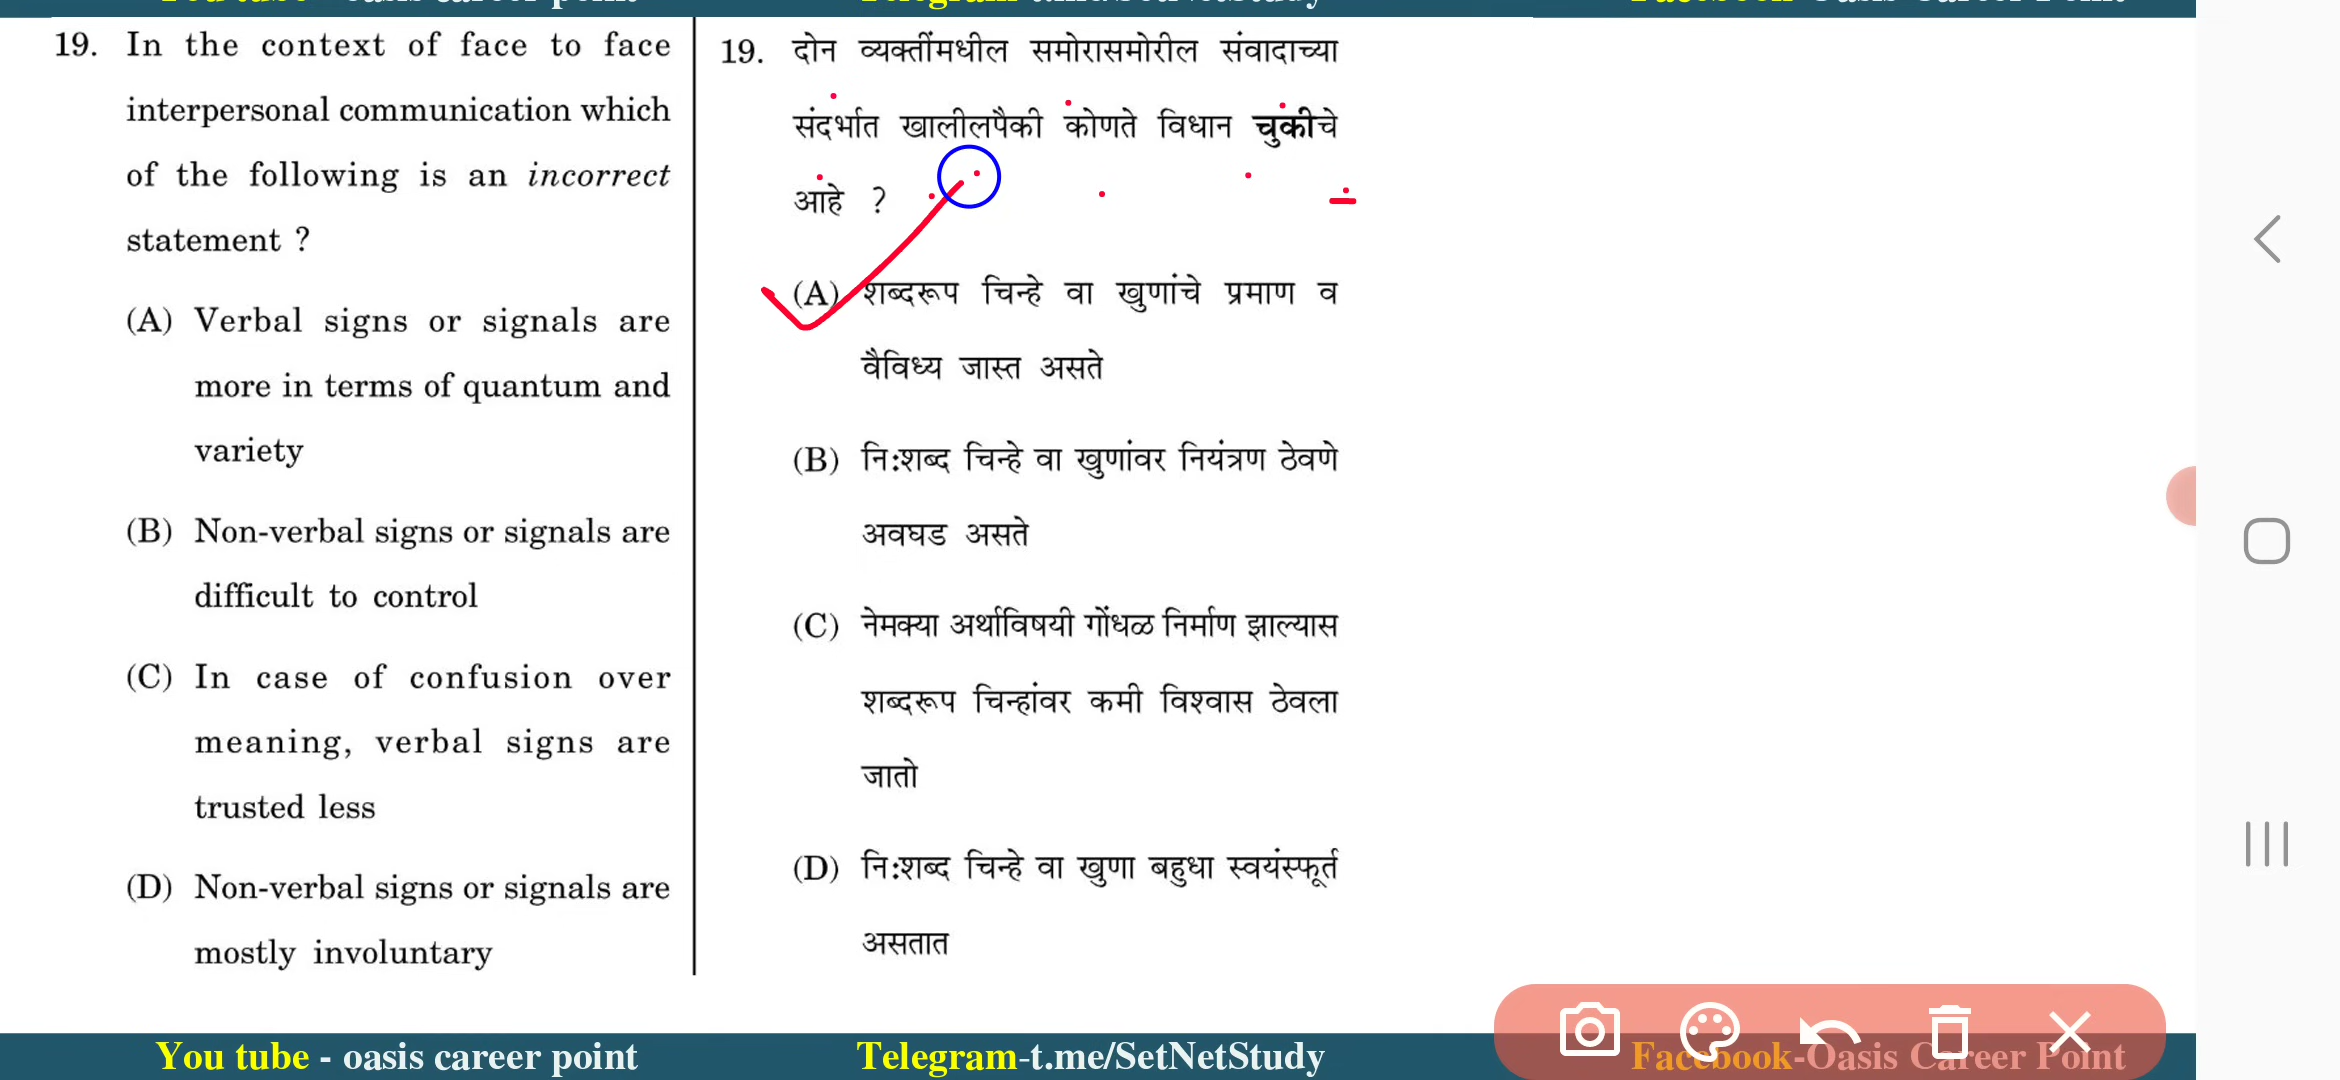 19. In the context of face to face
interpersonal communication which
of the following is an incorrect
statement ?
(A) Verbal signs or signals are
more in terms of quantum and
variety
(B) Non-verbal signs or signals are
difficult to control
(C) In case of confusion over
meaning, verbal signs are
trusted less
(D) Non-verbal signs or signals are
mostly involuntary
19. दोन व्यक्तींमधील समोरासमोरील संवादाच्या
संदर्भात खालीलपैकी कोणते विधान चुकीचे
आहे ?
(A) शब्दरूप चिन्हे वा खुणांचे प्रमाण व
वैविध्य जास्त असते
(B) नि:शब्द चिन्हे वा खुणांवर नियंत्रण ठेवणे
अवघड असते
(C) नेमक्या अर्थाविषयी गोंधळ निर्माण झाल्यास
शब्दरूप चिन्हांवर कमी विश्वास ठेवला
जातो
(D) नि:शब्द चिन्हे वा खुणा बहुधा स्वयंस्फूर्त
असतात
You tube - oasis career point
Telegram-t.me/SetNetStudy
Facebook-Oasis Career Point